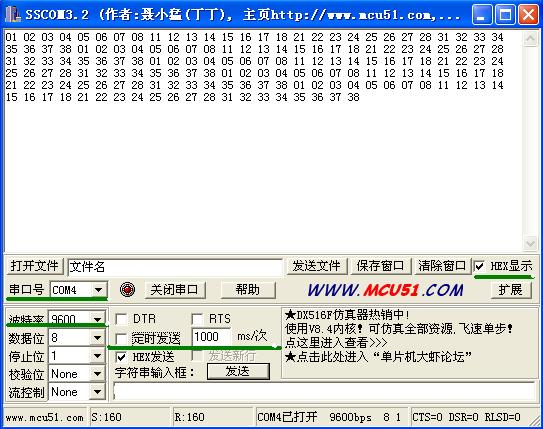 SSCOM3.2 (作者:聂小猛(丁丁), 主页http://www.mcu51.com,...
01 02 03 04 05 06 07 08 11 12 13 14 15 16 17 18 21 22 23 24 25 26 27 28 31 32 33 34
35 36 37 38 01 02 03 04 05 06 07 08 11 12 13 14 15 16 17 18 21 22 23 24 25 26 27 28
31 32 33 34 35 36 37 38 01 02 03 04 05 06 07 08 11 12 13 14 15 16 17 18 21 22 23 24
25 26 27 28 31 32 33 34 35 36 37 38 01 02 03 04 05 06 07 08 11 12 13 14 15 16 17 18
21 22 23 24 25 26 27 28 31 32 33 34 35 36 37 38 01 02 03 04 05 06 07 08 11 12 13 14
15 16 17 18 21 22 23 24 25 26 27 28 31 32 33 34 35 36 37 38
打开文件 文件名 发送文件 保存窗口 清除窗口 HEX显示
串口号 COM4 关闭串口 帮助 WWW.MCU51.COM 扩展
波特率 9600 DTR RTS
数据位 8 定时发送 1000 ms/次
停止位 1 HEX发送 发送新行
校验位 None 字符串输入框: 发送
流控制 None
★DX516F仿真器热销中!
使用V8.4内核! 可仿真全部资源,飞速单步!
点这里进入查看>>>
★点击此处进入“单片机大虾论坛”
www.mcu51.com S:160 R:160 COM4已打开 9600bps 8 1 CTS=0 DSR=0 RLSD=0